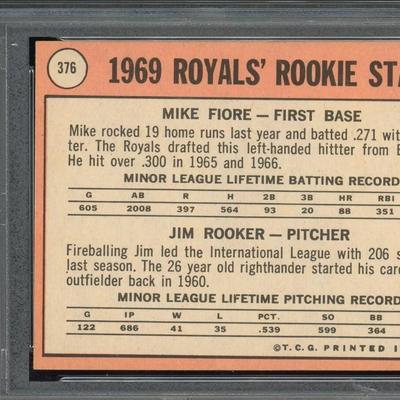 376
1969 ROYALS' ROOKIE STA
MIKE FIORE — FIRST BASE
Mike rocked 19 home runs last year and batted .271 wit
ter. The Royals drafted this left-handed hittter from B
He hit over .300 in 1965 and 1966.
MINOR LEAGUE LIFETIME BATTING RECORD
G AB R H 2B 3B HR RBI
605 2008 397 564 93 20 88 351
JIM ROOKER — PITCHER
Fireballing Jim led the International League with 206 s
last season. The 26 year old righthander started his car
outfielder back in 1960.
MINOR LEAGUE LIFETIME PITCHING RECORD
G IP W L PCT. SO BB
122 686 41 35 .539 599 364
©T.C.G. PRINTED I